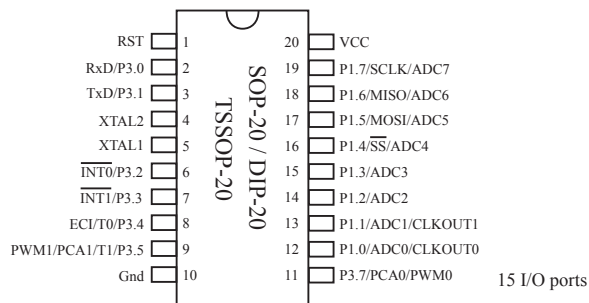 RST 1
RxD/P3.0 2
TxD/P3.1 3
XTAL2 4
XTAL1 5
INT0/P3.2 6
INT1/P3.3 7
ECI/T0/P3.4 8
PWM1/PCA1/T1/P3.5 9
Gnd 10
SOP-20 / DIP-20
TSSOP-20
20 VCC
19 P1.7/SCLK/ADC7
18 P1.6/MISO/ADC6
17 P1.5/MOSI/ADC5
16 P1.4/SS/ADC4
15 P1.3/ADC3
14 P1.2/ADC2
13 P1.1/ADC1/CLKOUT1
12 P1.0/ADC0/CLKOUT0
11 P3.7/PCA0/PWM0
15 I/O ports